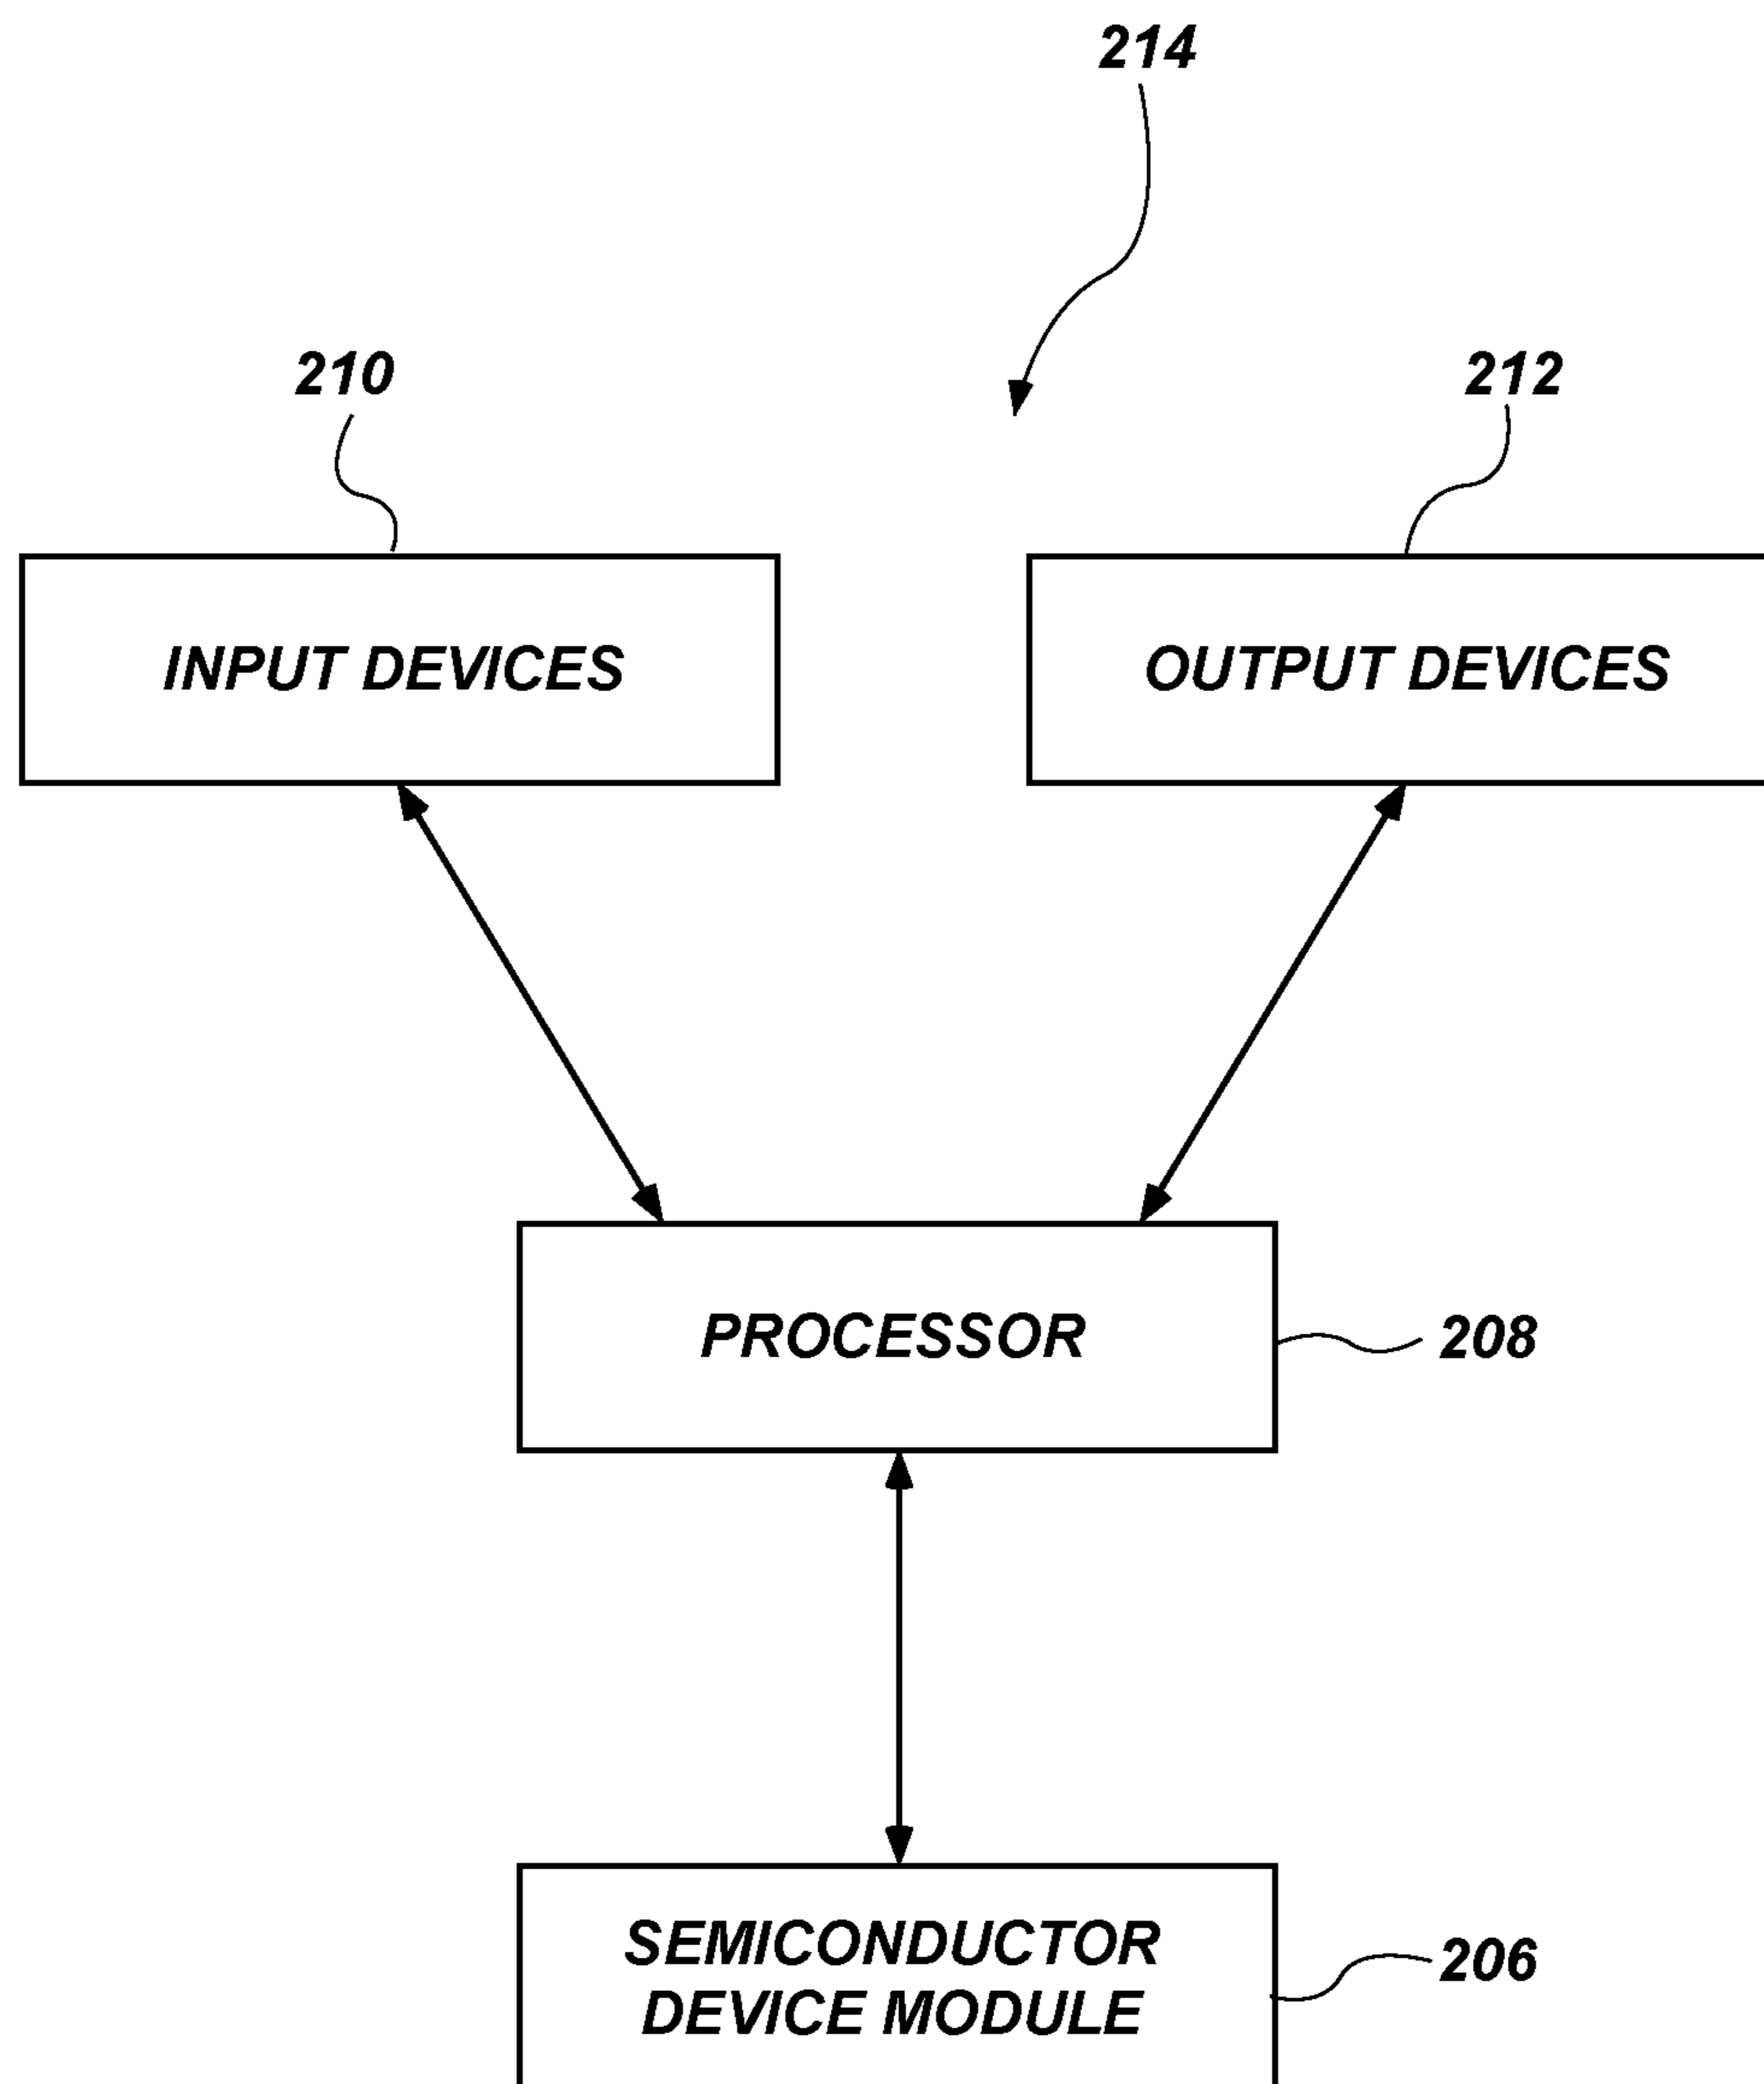 214
210
212
INPUT DEVICES
OUTPUT DEVICES
PROCESSOR
208
SEMICONDUCTOR
DEVICE MODULE
206